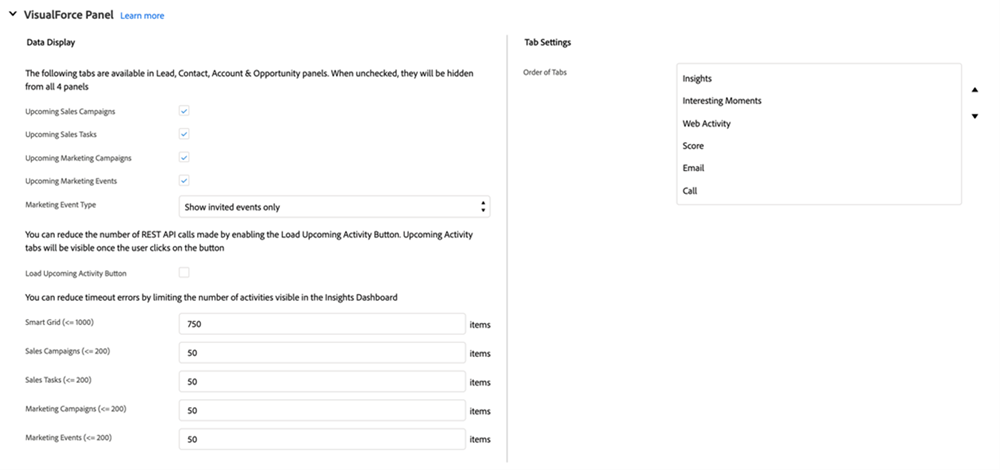 VisualForce Panel Learn more
Data Display
The following tabs are available in Lead, Contact, Account & Opportunity panels. When unchecked, they will be hidden
from all 4 panels
Upcoming Sales Campaigns
Upcoming Sales Tasks
Upcoming Marketing Campaigns
Upcoming Marketing Events
Marketing Event Type Show invited events only
You can reduce the number of REST API calls made by enabling the Load Upcoming Activity Button. Upcoming Activity
tabs will be visible once the user clicks on the button
Load Upcoming Activity Button
You can reduce timeout errors by limiting the number of activities visible in the Insights Dashboard
Smart Grid (<= 1000) 750 items
Sales Campaigns (<= 200) 50 items
Sales Tasks (<= 200) 50 items
Marketing Campaigns (<= 200) 50 items
Marketing Events (<= 200) 50 items
Tab Settings
Order of Tabs
Insights
Interesting Moments
Web Activity
Score
Email
Call